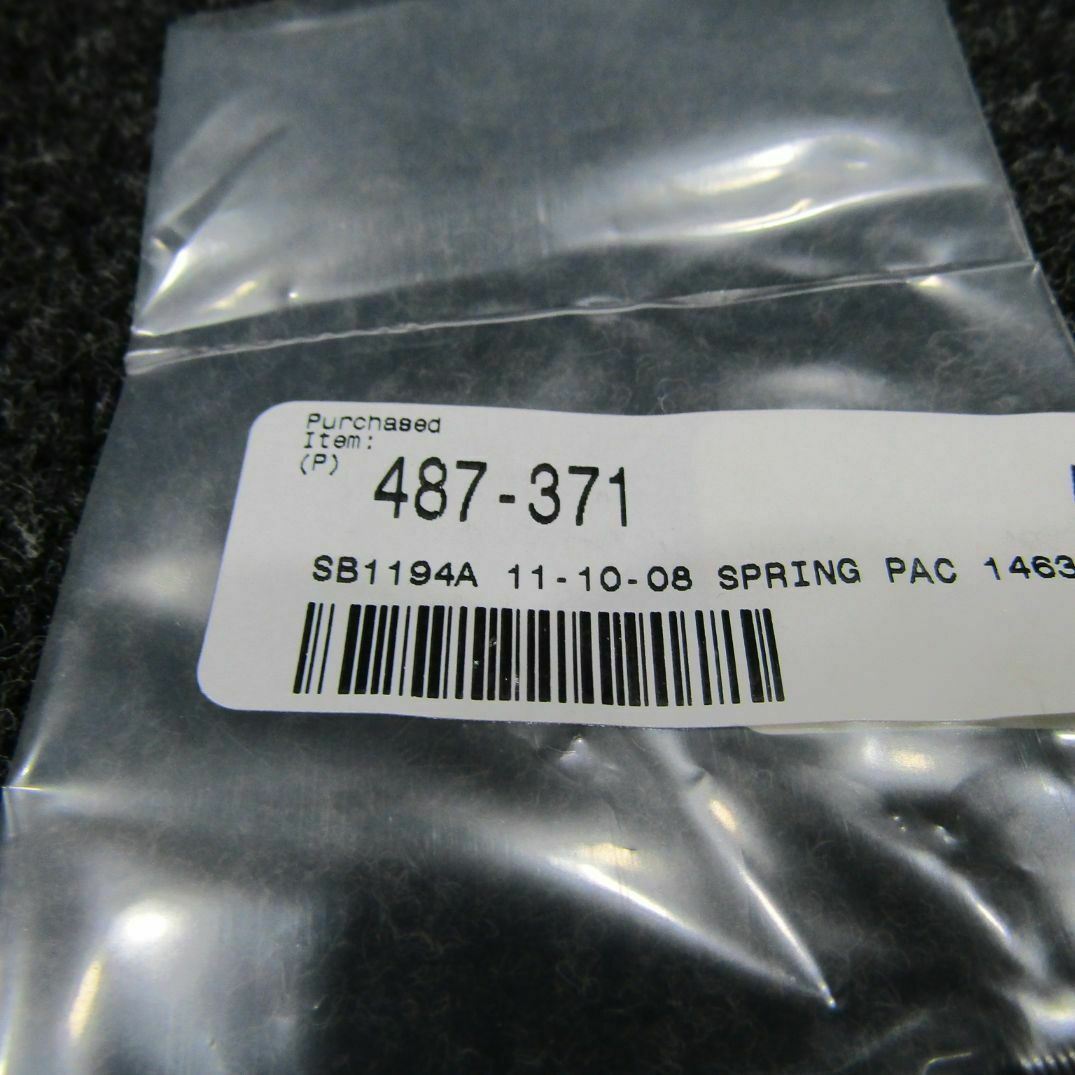 Purchased
Item:
(P) 487-371
SB1194A 11-10-08 SPRING PAC 1463